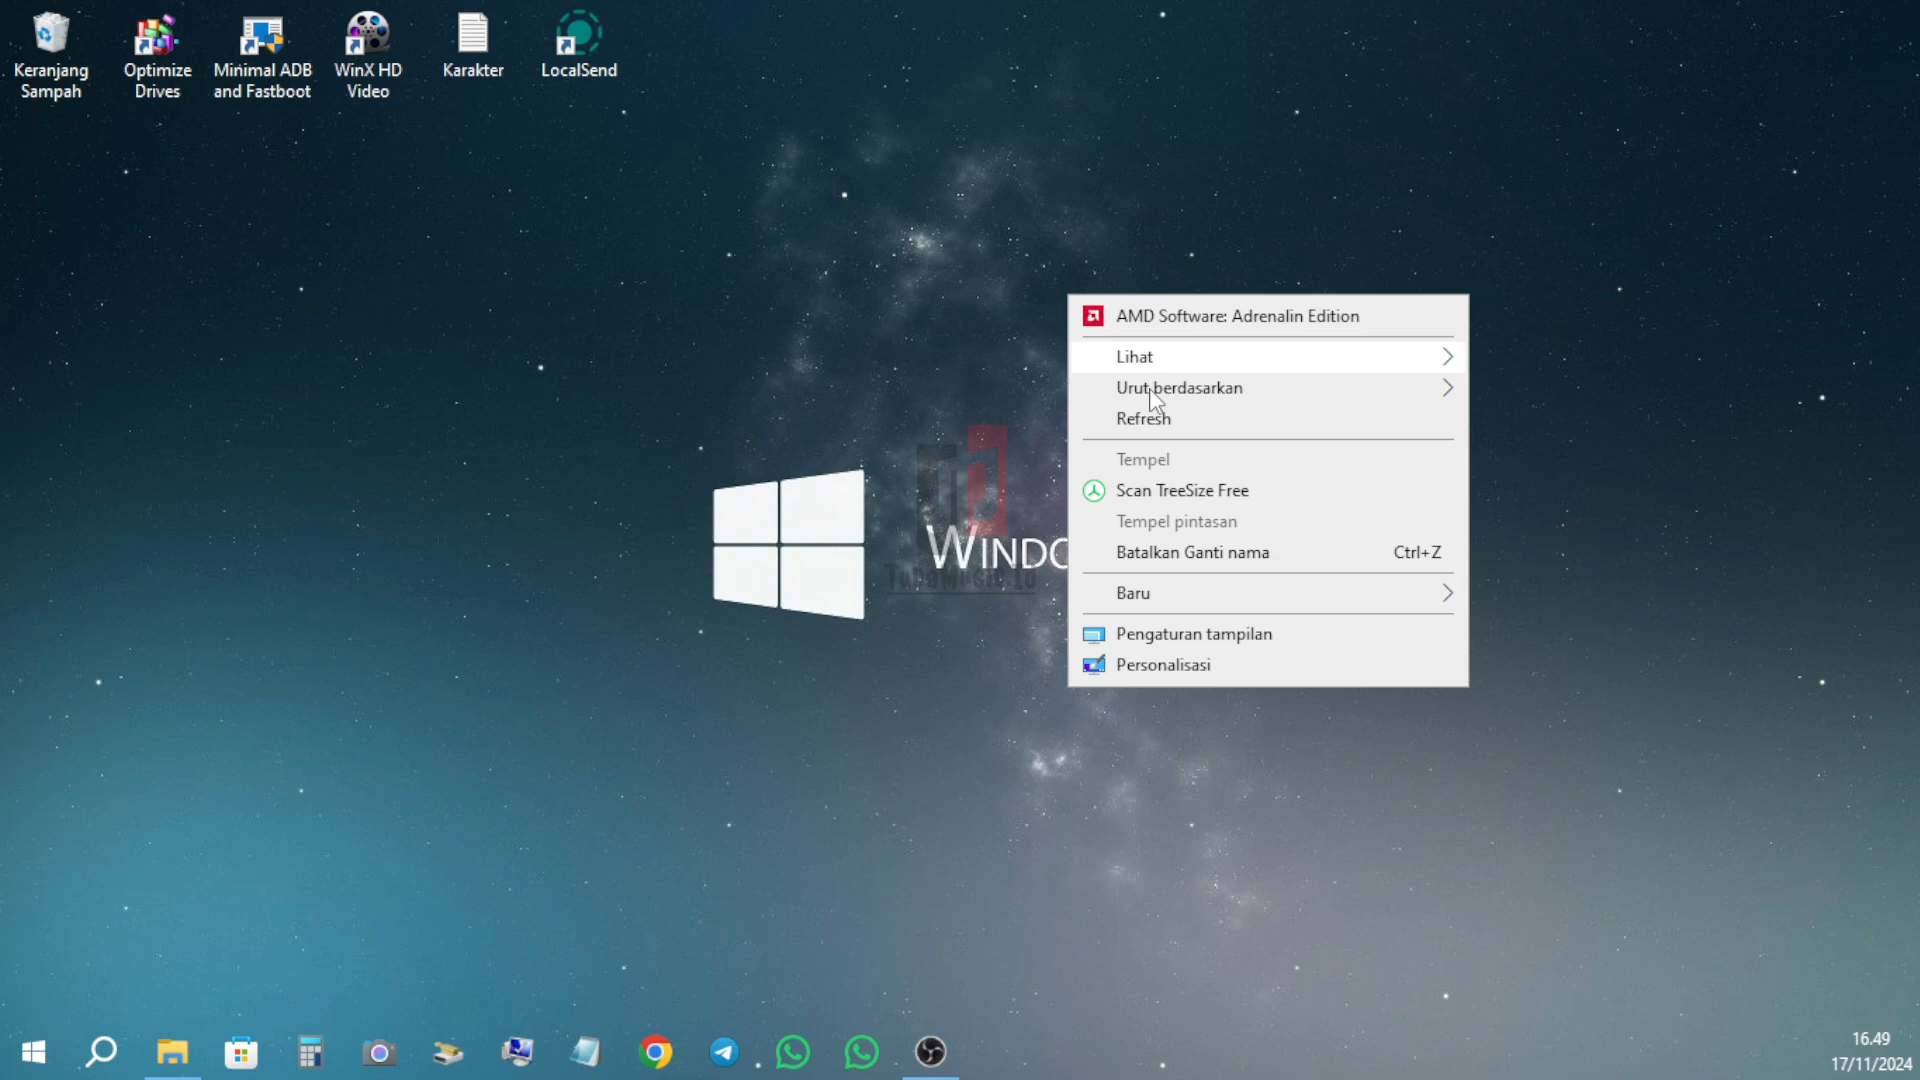 Keranjang
Sampah
Optimize
Drives
Minimal ADB
and Fastboot
WinX HD
Video
Karakter
LocalSend
AMD Software: Adrenalin Edition
Lihat
Urut berdasarkan
Refresh
Tempel
Scan TreeSize Free
Tempel pintasan
Batalkan Ganti nama Ctrl+Z
Baru
Pengaturan tampilan
Personalisasi
16.49
17/11/2024